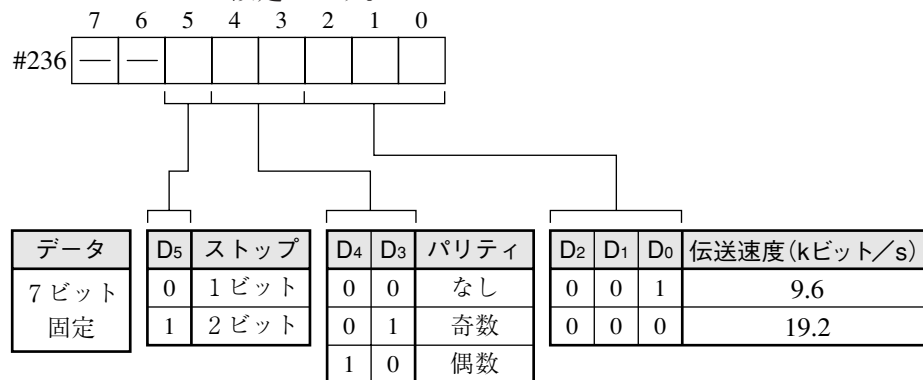 7 6 5 4 3 2 1 0
#236 — —
データ D5 ストップ D4 D3 パリティ D2 D1 D0 伝送速度(kビット/s)
7ビット 0 1ビット 0 0 なし 0 0 1 9.6
固定 1 2ビット 0 1 奇数 0 0 0 19.2
1 0 偶数